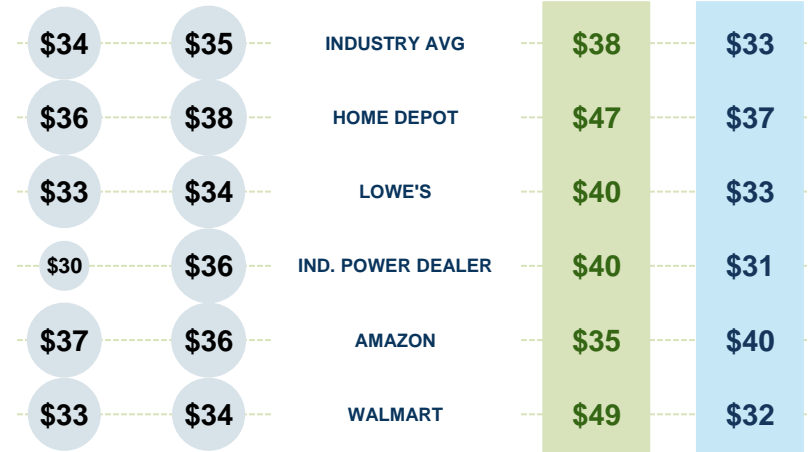 $34 $35 INDUSTRY AVG $38 $33
$36 $38 HOME DEPOT $47 $37
$33 $34 LOWE'S $40 $33
$30 $36 IND. POWER DEALER $40 $31
$37 $36 AMAZON $35 $40
$33 $34 WALMART $49 $32